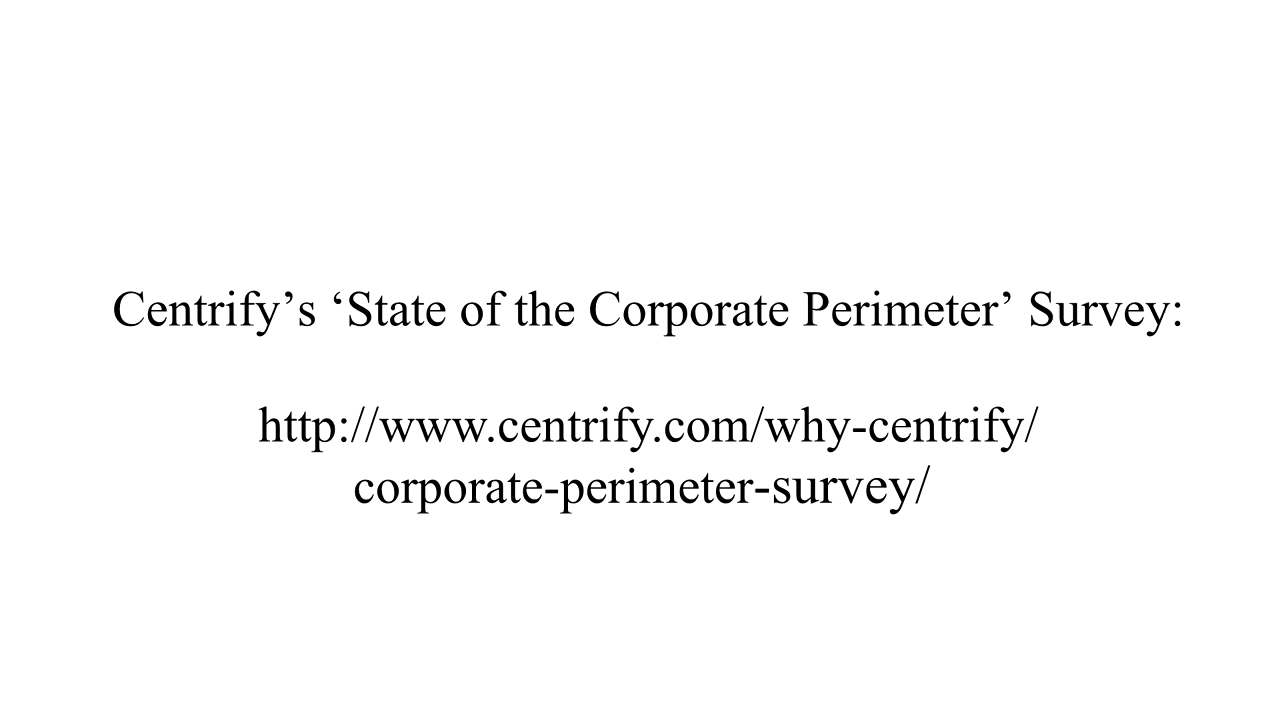 Centrify’s ‘State of the Corporate Perimeter’ Survey:
http://www.centrify.com/why-centrify/
corporate-perimeter-survey/